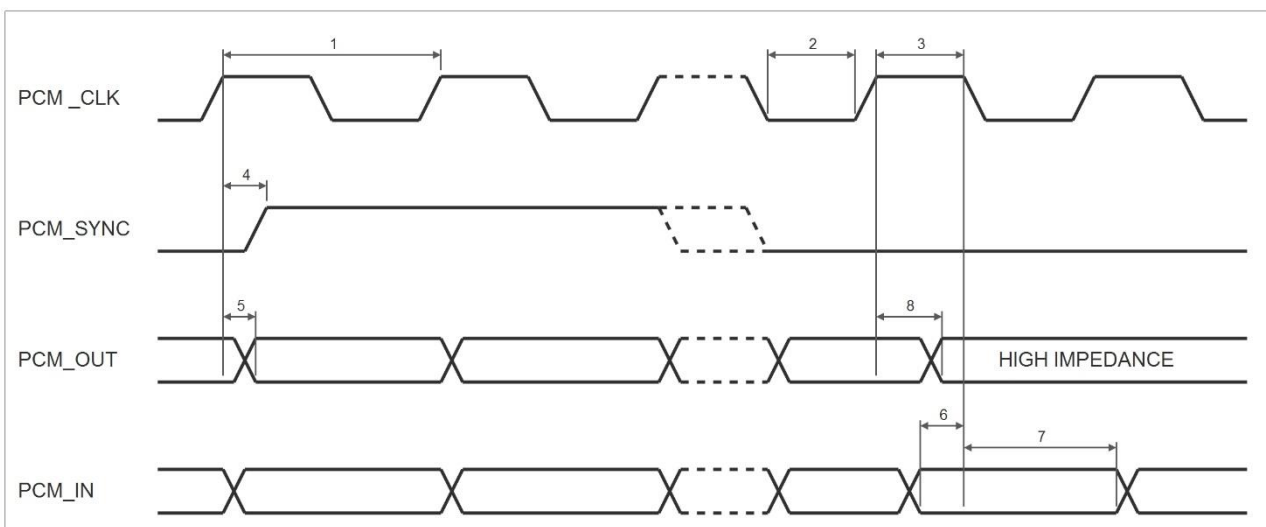 1 2 3
PCM _CLK
4
PCM_SYNC
5 8
PCM_OUT HIGH IMPEDANCE
6
7
PCM_IN